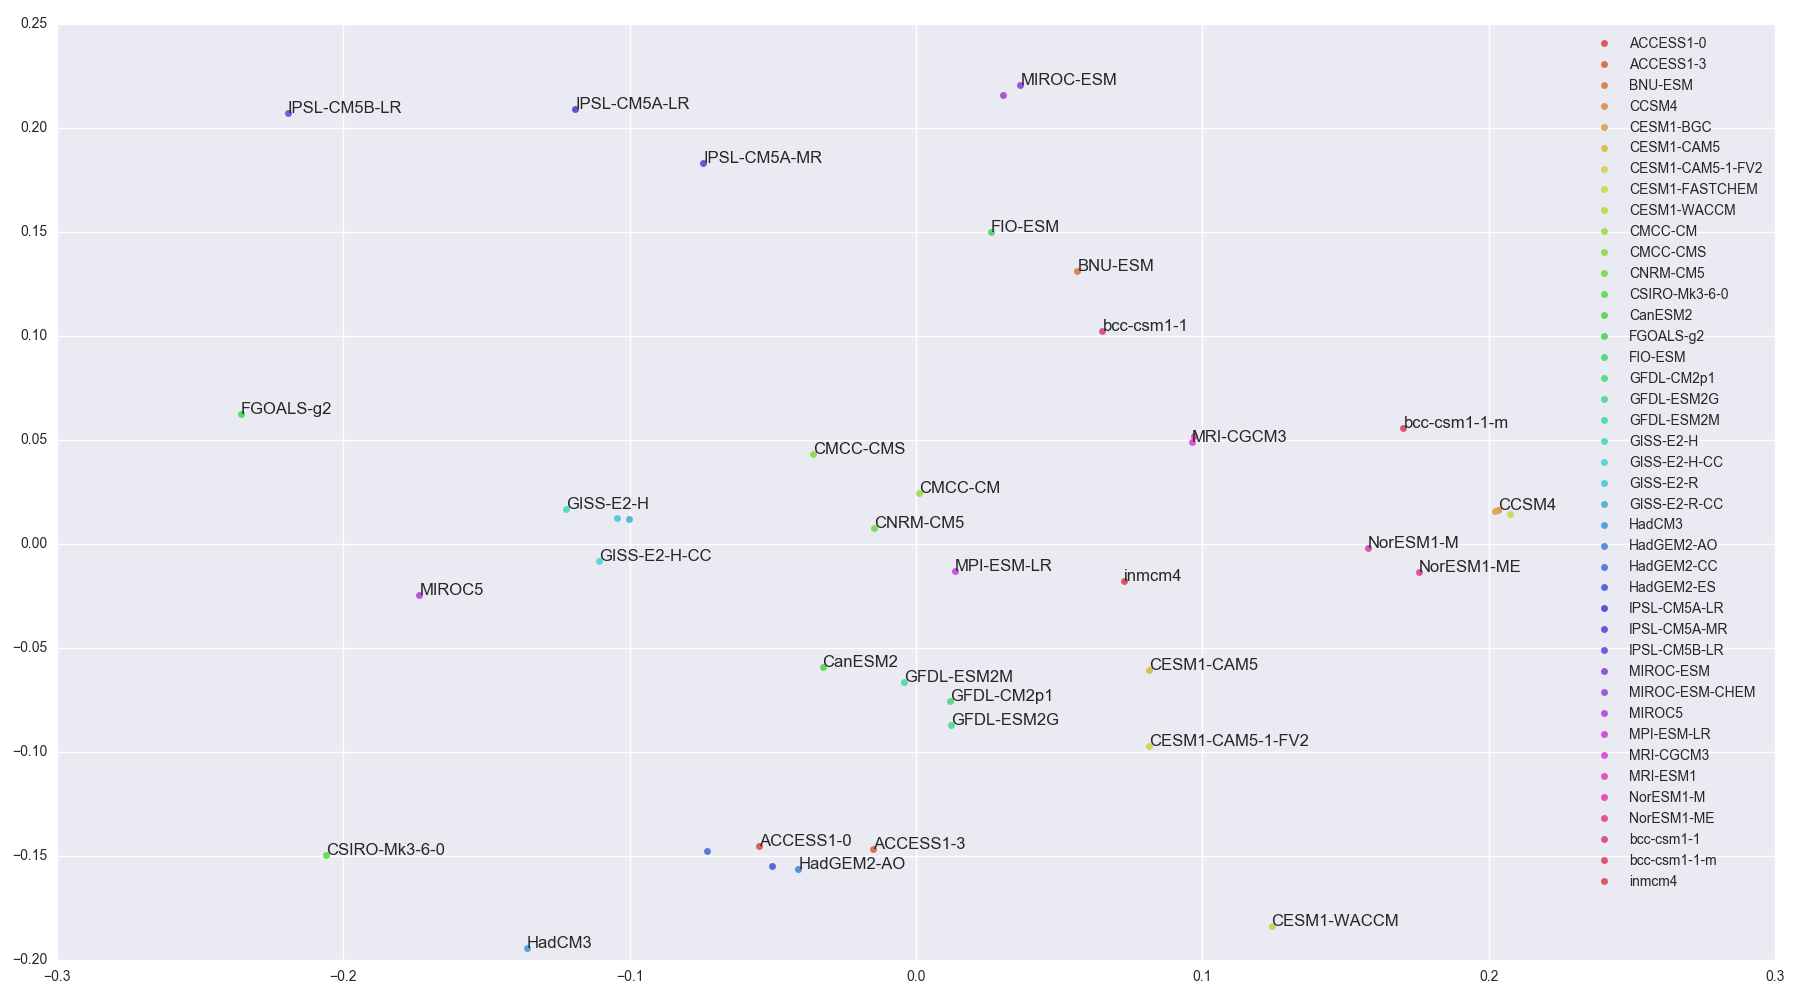 0.25
0.20
0.15
0.10
0.05
0.00
−0.05
−0.10
−0.15
−0.20
−0.3
−0.2
−0.1
0.0
0.1
0.2
0.3
MIROC-ESM
IPSL-CM5B-LR
IPSL-CM5A-LR
IPSL-CM5A-MR
FIO-ESM
BNU-ESM
bcc-csm1-1
FGOALS-g2
bcc-csm1-1-m
MRI-CGCM3
CMCC-CMS
CMCC-CM
GISS-E2-H
CCSM4
CNRM-CM5
NorESM1-M
GISS-E2-H-CC
MPI-ESM-LR
NorESM1-ME
inmcm4
MIROC5
CanESM2
CESM1-CAM5
GFDL-ESM2M
GFDL-CM2p1
GFDL-ESM2G
CESM1-CAM5-1-FV2
ACCESS1-0
ACCESS1-3
CSIRO-Mk3-6-0
HadGEM2-AO
CESM1-WACCM
HadCM3
ACCESS1-0
ACCESS1-3
BNU-ESM
CCSM4
CESM1-BGC
CESM1-CAM5
CESM1-CAM5-1-FV2
CESM1-FASTCHEM
CESM1-WACCM
CMCC-CM
CMCC-CMS
CNRM-CM5
CSIRO-Mk3-6-0
CanESM2
FGOALS-g2
FIO-ESM
GFDL-CM2p1
GFDL-ESM2G
GFDL-ESM2M
GISS-E2-H
GISS-E2-H-CC
GISS-E2-R
GISS-E2-R-CC
HadCM3
HadGEM2-AO
HadGEM2-CC
HadGEM2-ES
IPSL-CM5A-LR
IPSL-CM5A-MR
IPSL-CM5B-LR
MIROC-ESM
MIROC-ESM-CHEM
MIROC5
MPI-ESM-LR
MRI-CGCM3
MRI-ESM1
NorESM1-M
NorESM1-ME
bcc-csm1-1
bcc-csm1-1-m
inmcm4